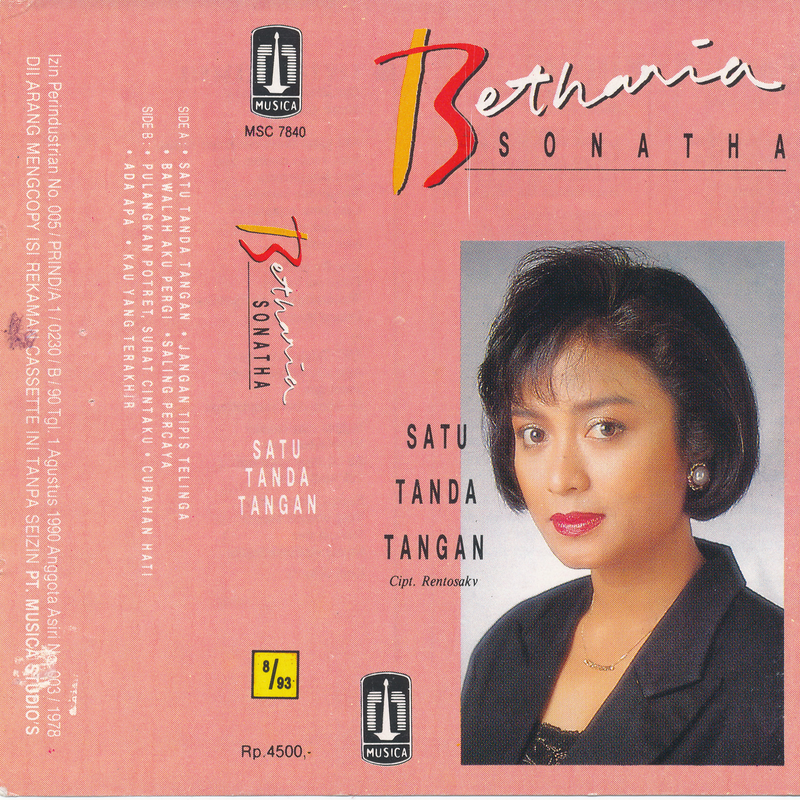 Betharia
SONATHA
SATU
TANDA
TANGAN
Cipt. Rentosakv
MUSICA
MUSICA
MSC 7840
Betharia
SONATHA
SATU
TANDA
TANGAN
8/93
Rp.4500,-
SIDE A : • SATU TANDA TANGAN • JANGAN TIPIS TELINGA
• BAWALAH AKU PERGI • SALING PERCAYA
SIDE B : • PULANGKAN POTRET, SURAT CINTAKU • CURAHAN HATI
• ADA APA • KAU YANG TERAKHIR
Izin Perindustrian No. 005 / PRIND/A 1 / 0230 / B / 90 Tgl. 1 Agustus 1990 Anggota Asiri No. 003 / 1978
DII ARANG MENGCOPY ISI REKAMAN CASSETTE INI TANPA SEIZIN PT. MUSICA STUDIO'S